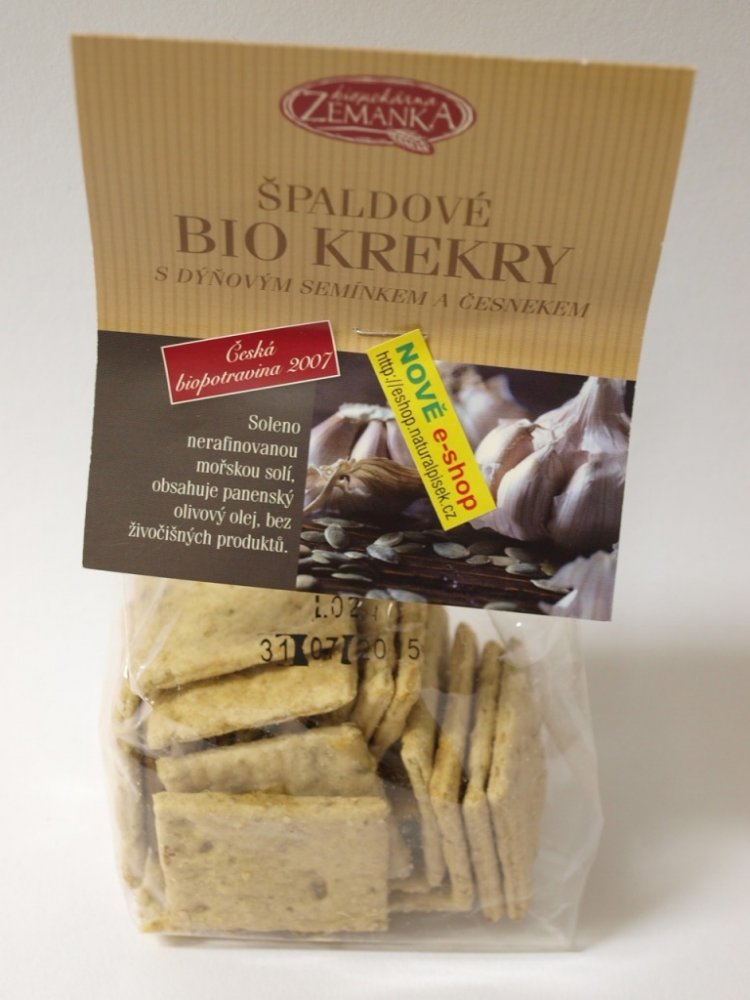 biopekárna
ZEMANKA
ŠPALDOVÉ
BIO KREKRY
S DÝŇOVÝM SEMÍNKEM A ČESNEKEM
Česká
biopotravina 2007
NOVĚ e-shop
http://eshop.naturalpisek.cz
Soleno
nerafinovanou
mořskou solí,
obsahuje panenský
olivový olej, bez
živočišných produktů.
31 07 2015